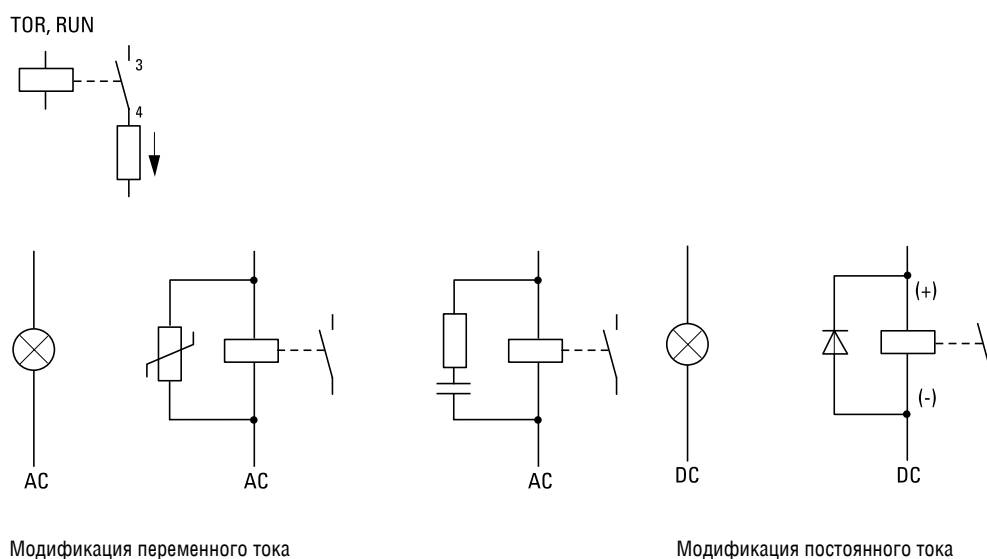 TOR, RUN
3
4
(+)
(-)
AC
AC
AC
DC
DC
Модификация переменного тока
Модификация постоянного тока